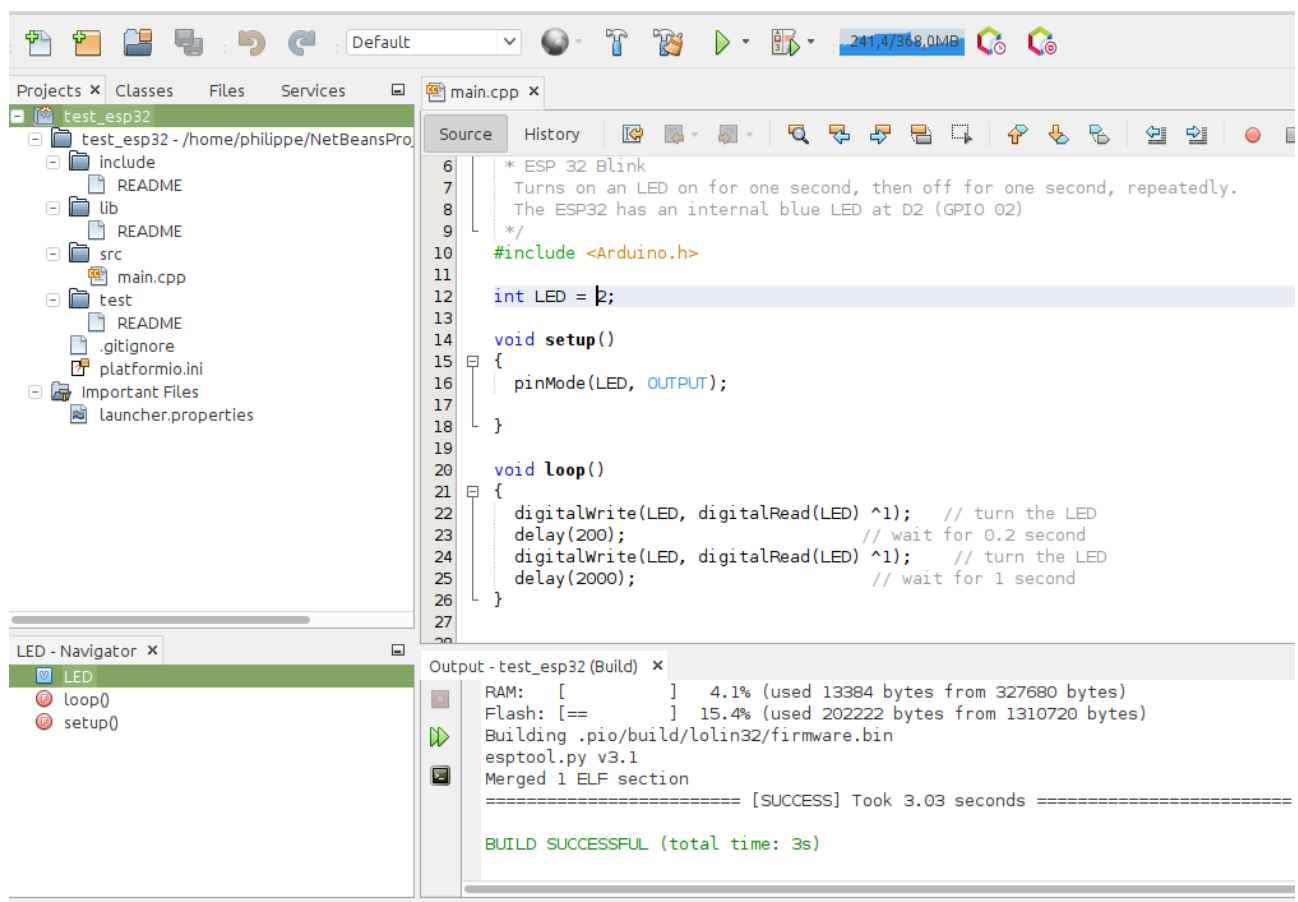 Default
241,4/368,0MB
Projects Classes Files Services
test_esp32
test_esp32 - /home/philippe/NetBeansPro
include
README
lib
README
src
main.cpp
test
README
.gitignore
platformio.ini
Important Files
launcher.properties
LED - Navigator
LED
loop()
setup()
main.cpp
Source History
6 * ESP 32 Blink
7 Turns on an LED on for one second, then off for one second, repeatedly.
8 The ESP32 has an internal blue LED at D2 (GPIO 02)
9 */
10 #include <Arduino.h>
11
12 int LED = 2;
13
14 void setup()
15 {
16 pinMode(LED, OUTPUT);
17
18 }
19
20 void loop()
21 {
22 digitalWrite(LED, digitalRead(LED) ^1); // turn the LED
23 delay(200); // wait for 0.2 second
24 digitalWrite(LED, digitalRead(LED) ^1); // turn the LED
25 delay(2000); // wait for 1 second
26 }
27
Output - test_esp32 (Build)
RAM: [ ] 4.1% (used 13384 bytes from 327680 bytes)
Flash: [== ] 15.4% (used 202222 bytes from 1310720 bytes)
Building .pio/build/lolin32/firmware.bin
esptool.py v3.1
Merged 1 ELF section
========================= [SUCCESS] Took 3.03 seconds =========================
BUILD SUCCESSFUL (total time: 3s)